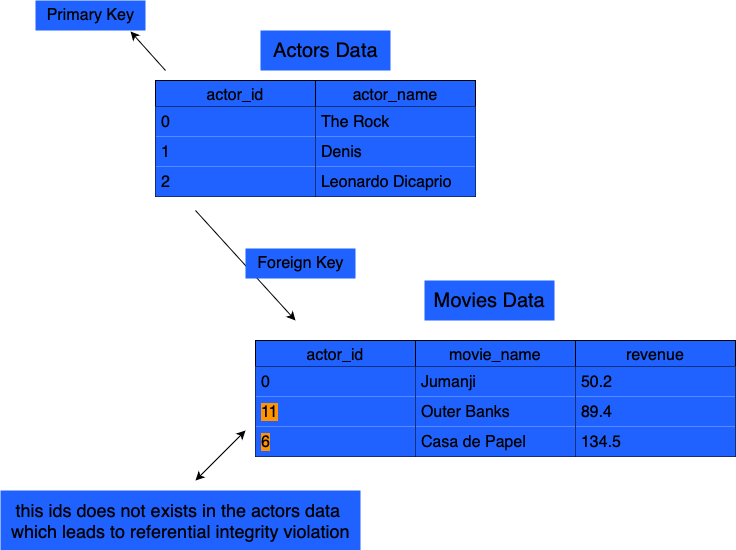 Primary Key
Actors Data
actor_id actor_name
0 The Rock
1 Denis
2 Leonardo Dicaprio
Foreign Key
Movies Data
actor_id movie_name revenue
0 Jumanji 50.2
11 Outer Banks 89.4
6 Casa de Papel 134.5
this ids does not exists in the actors data
which leads to referential integrity violation